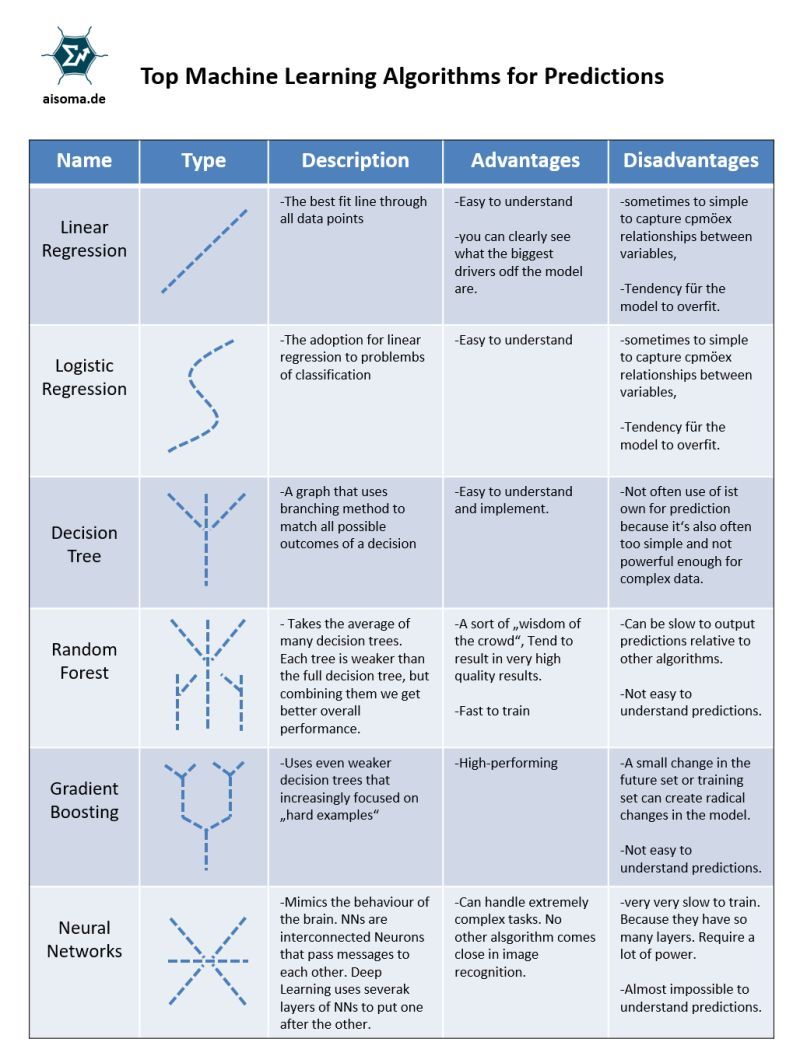 aisoma.de
Top Machine Learning Algorithms for Predictions
Name
Type
Description
Advantages
Disadvantages
Linear
Regression
-The best fit line through
all data points
-Easy to understand
-you can clearly see
what the biggest
drivers odf the model
are.
-sometimes to simple
to capture cpmöex
relationships between
variables,
-Tendency für the
model to overfit.
Logistic
Regression
-The adoption for linear
regression to problembs
of classification
-Easy to understand
-sometimes to simple
to capture cpmöex
relationships between
variables,
-Tendency für the
model to overfit.
Decision
Tree
-A graph that uses
branching method to
match all possible
outcomes of a decision
-Easy to understand
and implement.
-Not often use of ist
own for prediction
because it‘s also often
too simple and not
powerful enough for
complex data.
Random
Forest
- Takes the average of
many decision trees.
Each tree is weaker than
the full decision tree, but
combining them we get
better overall
performance.
-A sort of „wisdom of
the crowd“, Tend to
result in very high
quality results.
-Fast to train
-Can be slow to output
predictions relative to
other algorithms.
-Not easy to
understand predictions.
Gradient
Boosting
-Uses even weaker
decision trees that
increasingly focused on
„hard examples“
-High-performing
-A small change in the
future set or training
set can create radical
changes in the model.
-Not easy to
understand predictions.
Neural
Networks
-Mimics the behaviour of
the brain. NNs are
interconnected Neurons
that pass messages to
each other. Deep
Learning uses severak
layers of NNs to put one
after the other.
-Can handle extremely
complex tasks. No
other alsgorithm comes
close in image
recognition.
-very very slow to train.
Because they have so
many layers. Require a
lot of power.
-Almost impossible to
understand predictions.